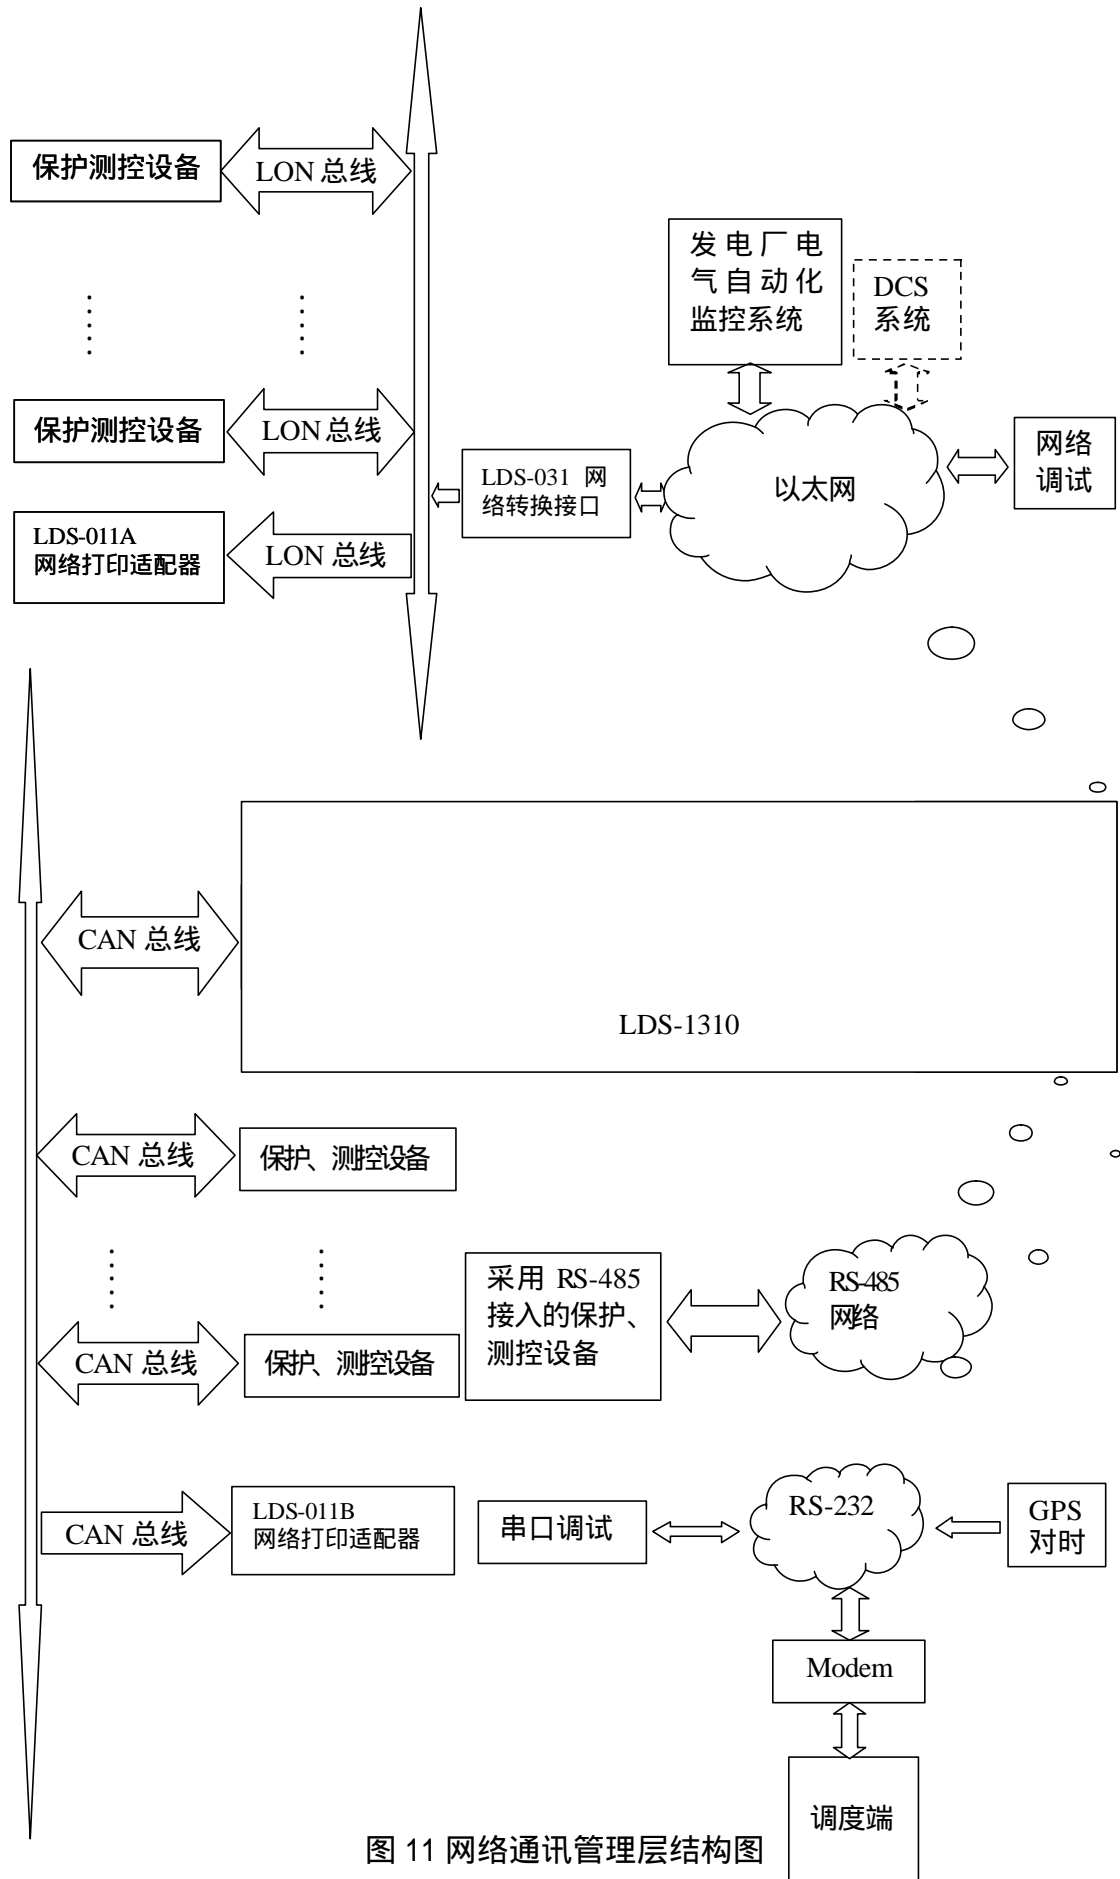 保护测控设备
LON 总线
发电厂电
气自动化
监控系统
DCS
系统
保护测控设备
LON 总线
LDS-031 网
络转换接口
以太网
网络
调试
LDS-011A
网络打印适配器
LON 总线
CAN 总线
LDS-1310
CAN 总线
保护、测控设备
采用 RS-485
接入的保护、
测控设备
RS-485
网络
CAN 总线
保护、测控设备
CAN 总线
LDS-011B
网络打印适配器
串口调试
RS-232
GPS
对时
Modem
调度端
图 11 网络通讯管理层结构图